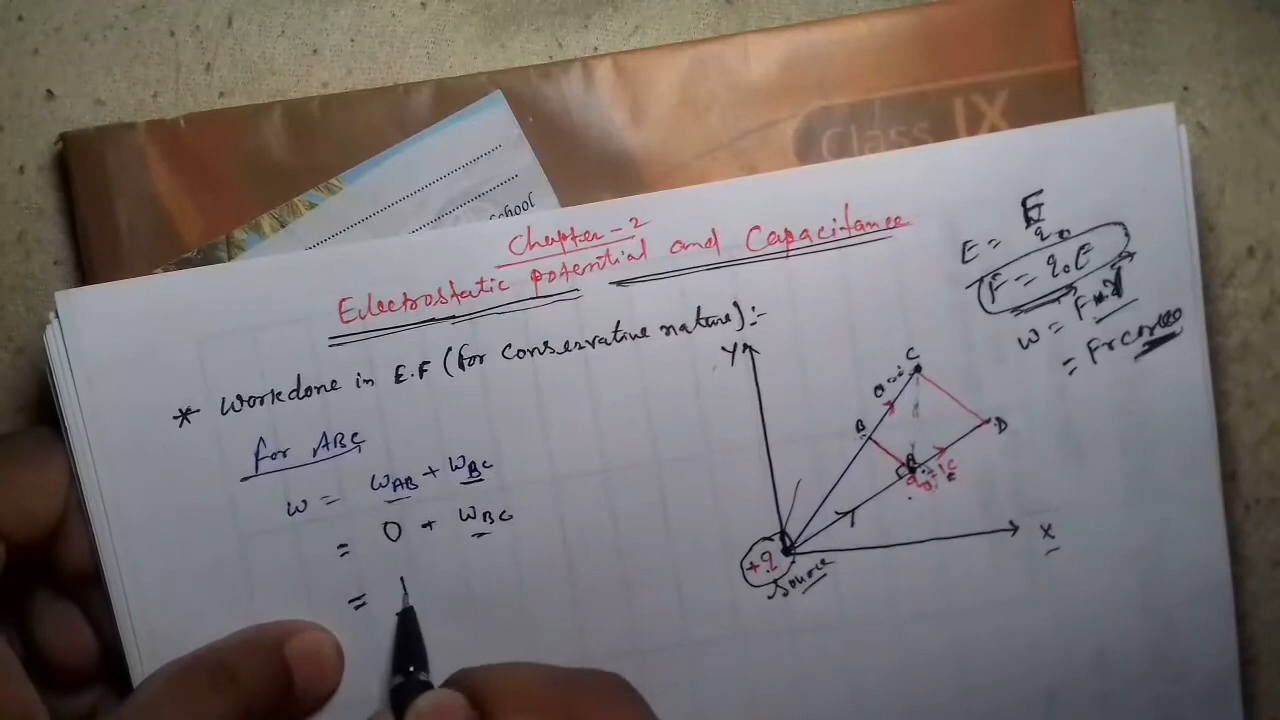 Class IX
school
Chapter-2
Electrostatic potential and Capacitance
* Workdone in E.F (for conservative nature):-
for ABC
W = WAB + WBC
= 0 + WBC
=
E =
q₀
F = q₀E
W =
= Fr cos
Y
C
B
D
+q
Source
X